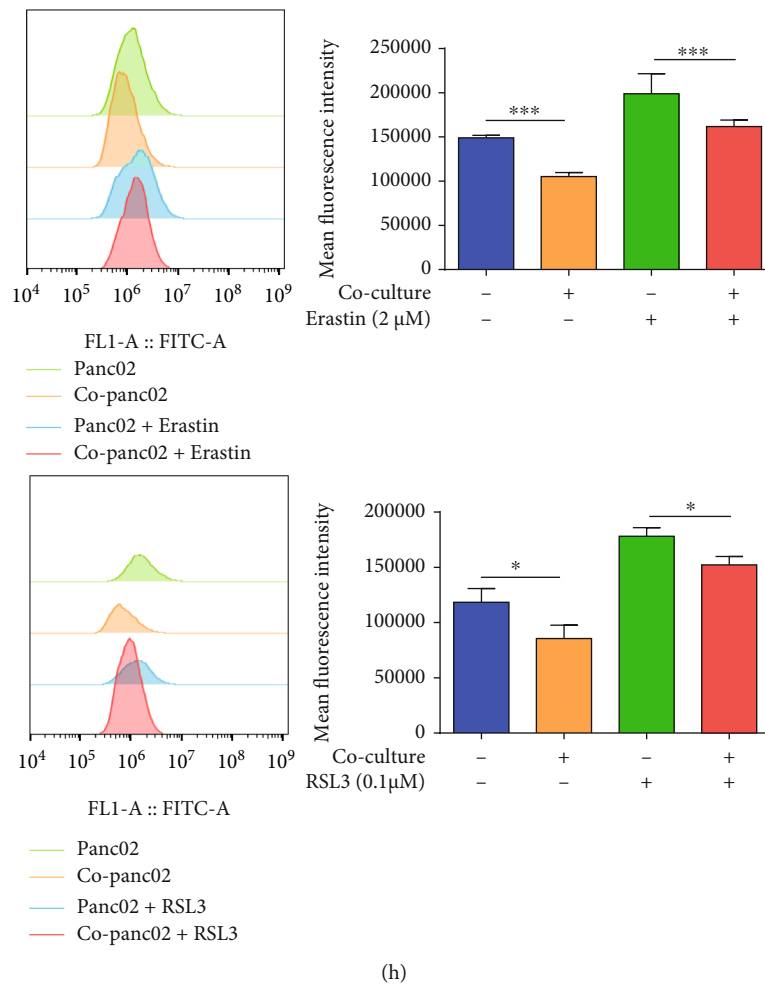 Mean fluorescence intensity
250000
200000
150000
100000
50000
0
***
***
10⁴ 10⁵ 10⁶ 10⁷ 10⁸ 10⁹
FL1-A :: FITC-A
Co-culture – + – +
Erastin (2 μM) – – + +
Panc02
Co-panc02
Panc02 + Erastin
Co-panc02 + Erastin
Mean fluorescence intensity
200000
150000
100000
50000
0
*
*
10⁴ 10⁵ 10⁶ 10⁷ 10⁸ 10⁹
FL1-A :: FITC-A
Co-culture – + – +
RSL3 (0.1μM) – – + +
Panc02
Co-panc02
Panc02 + RSL3
Co-panc02 + RSL3
(h)